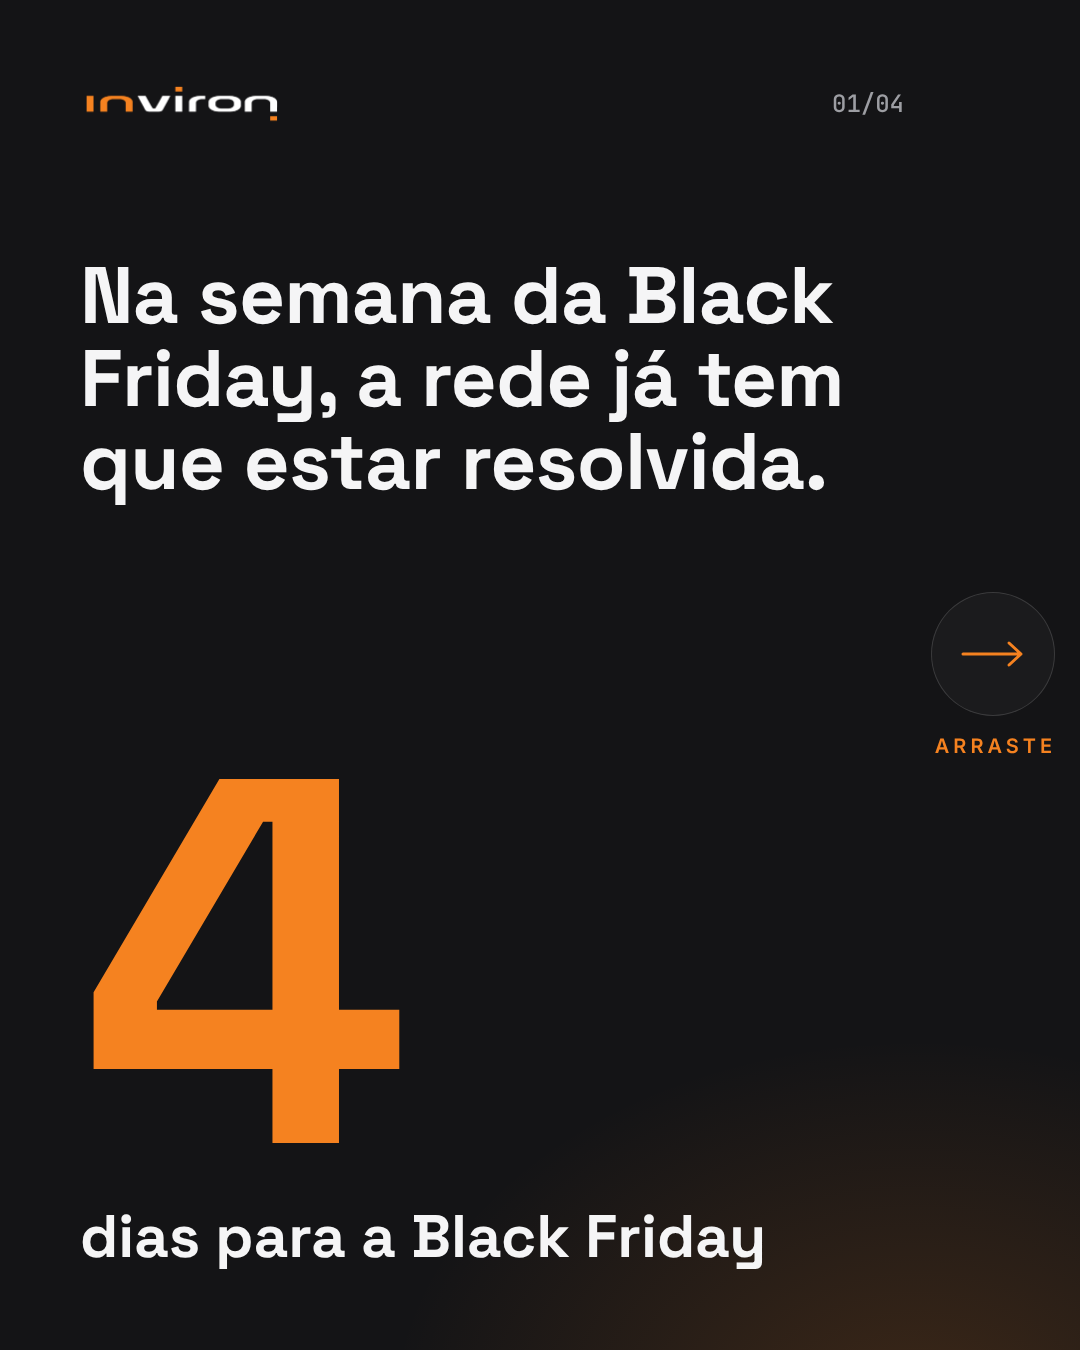 inviron
01/04
Na semana da Black
Friday, a rede já tem
que estar resolvida.
ARRASTE
4
dias para a Black Friday